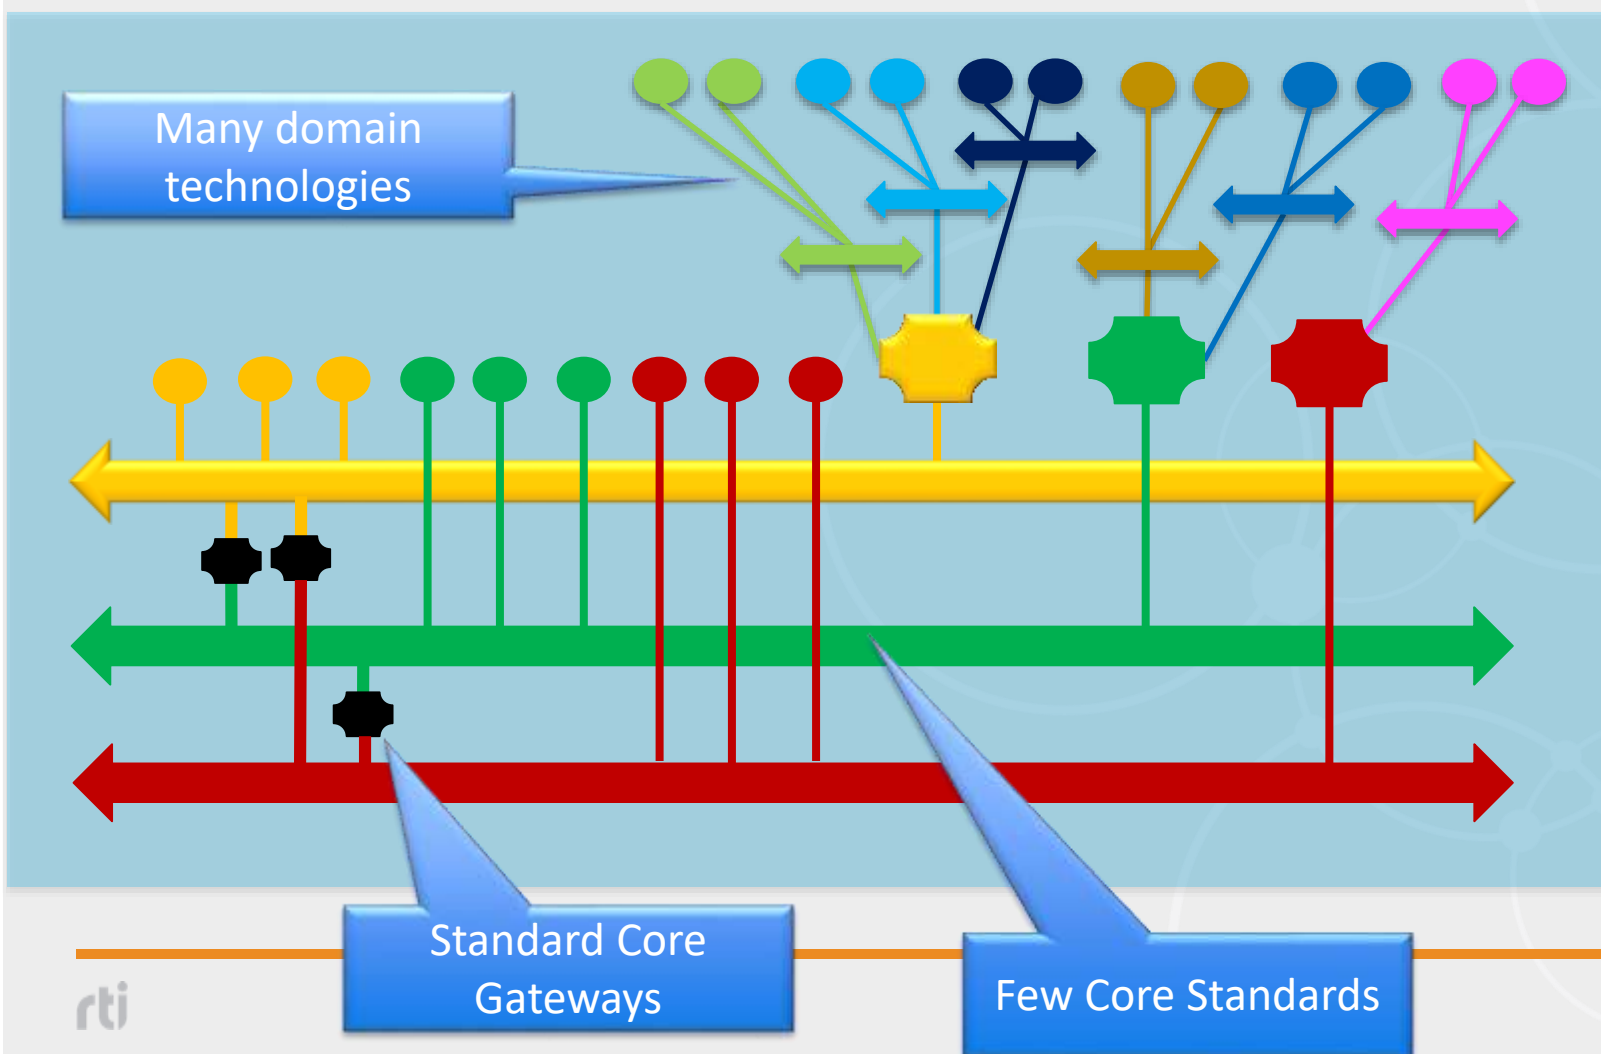 Many domain
technologies
Standard Core
Gateways
Few Core Standards
rti